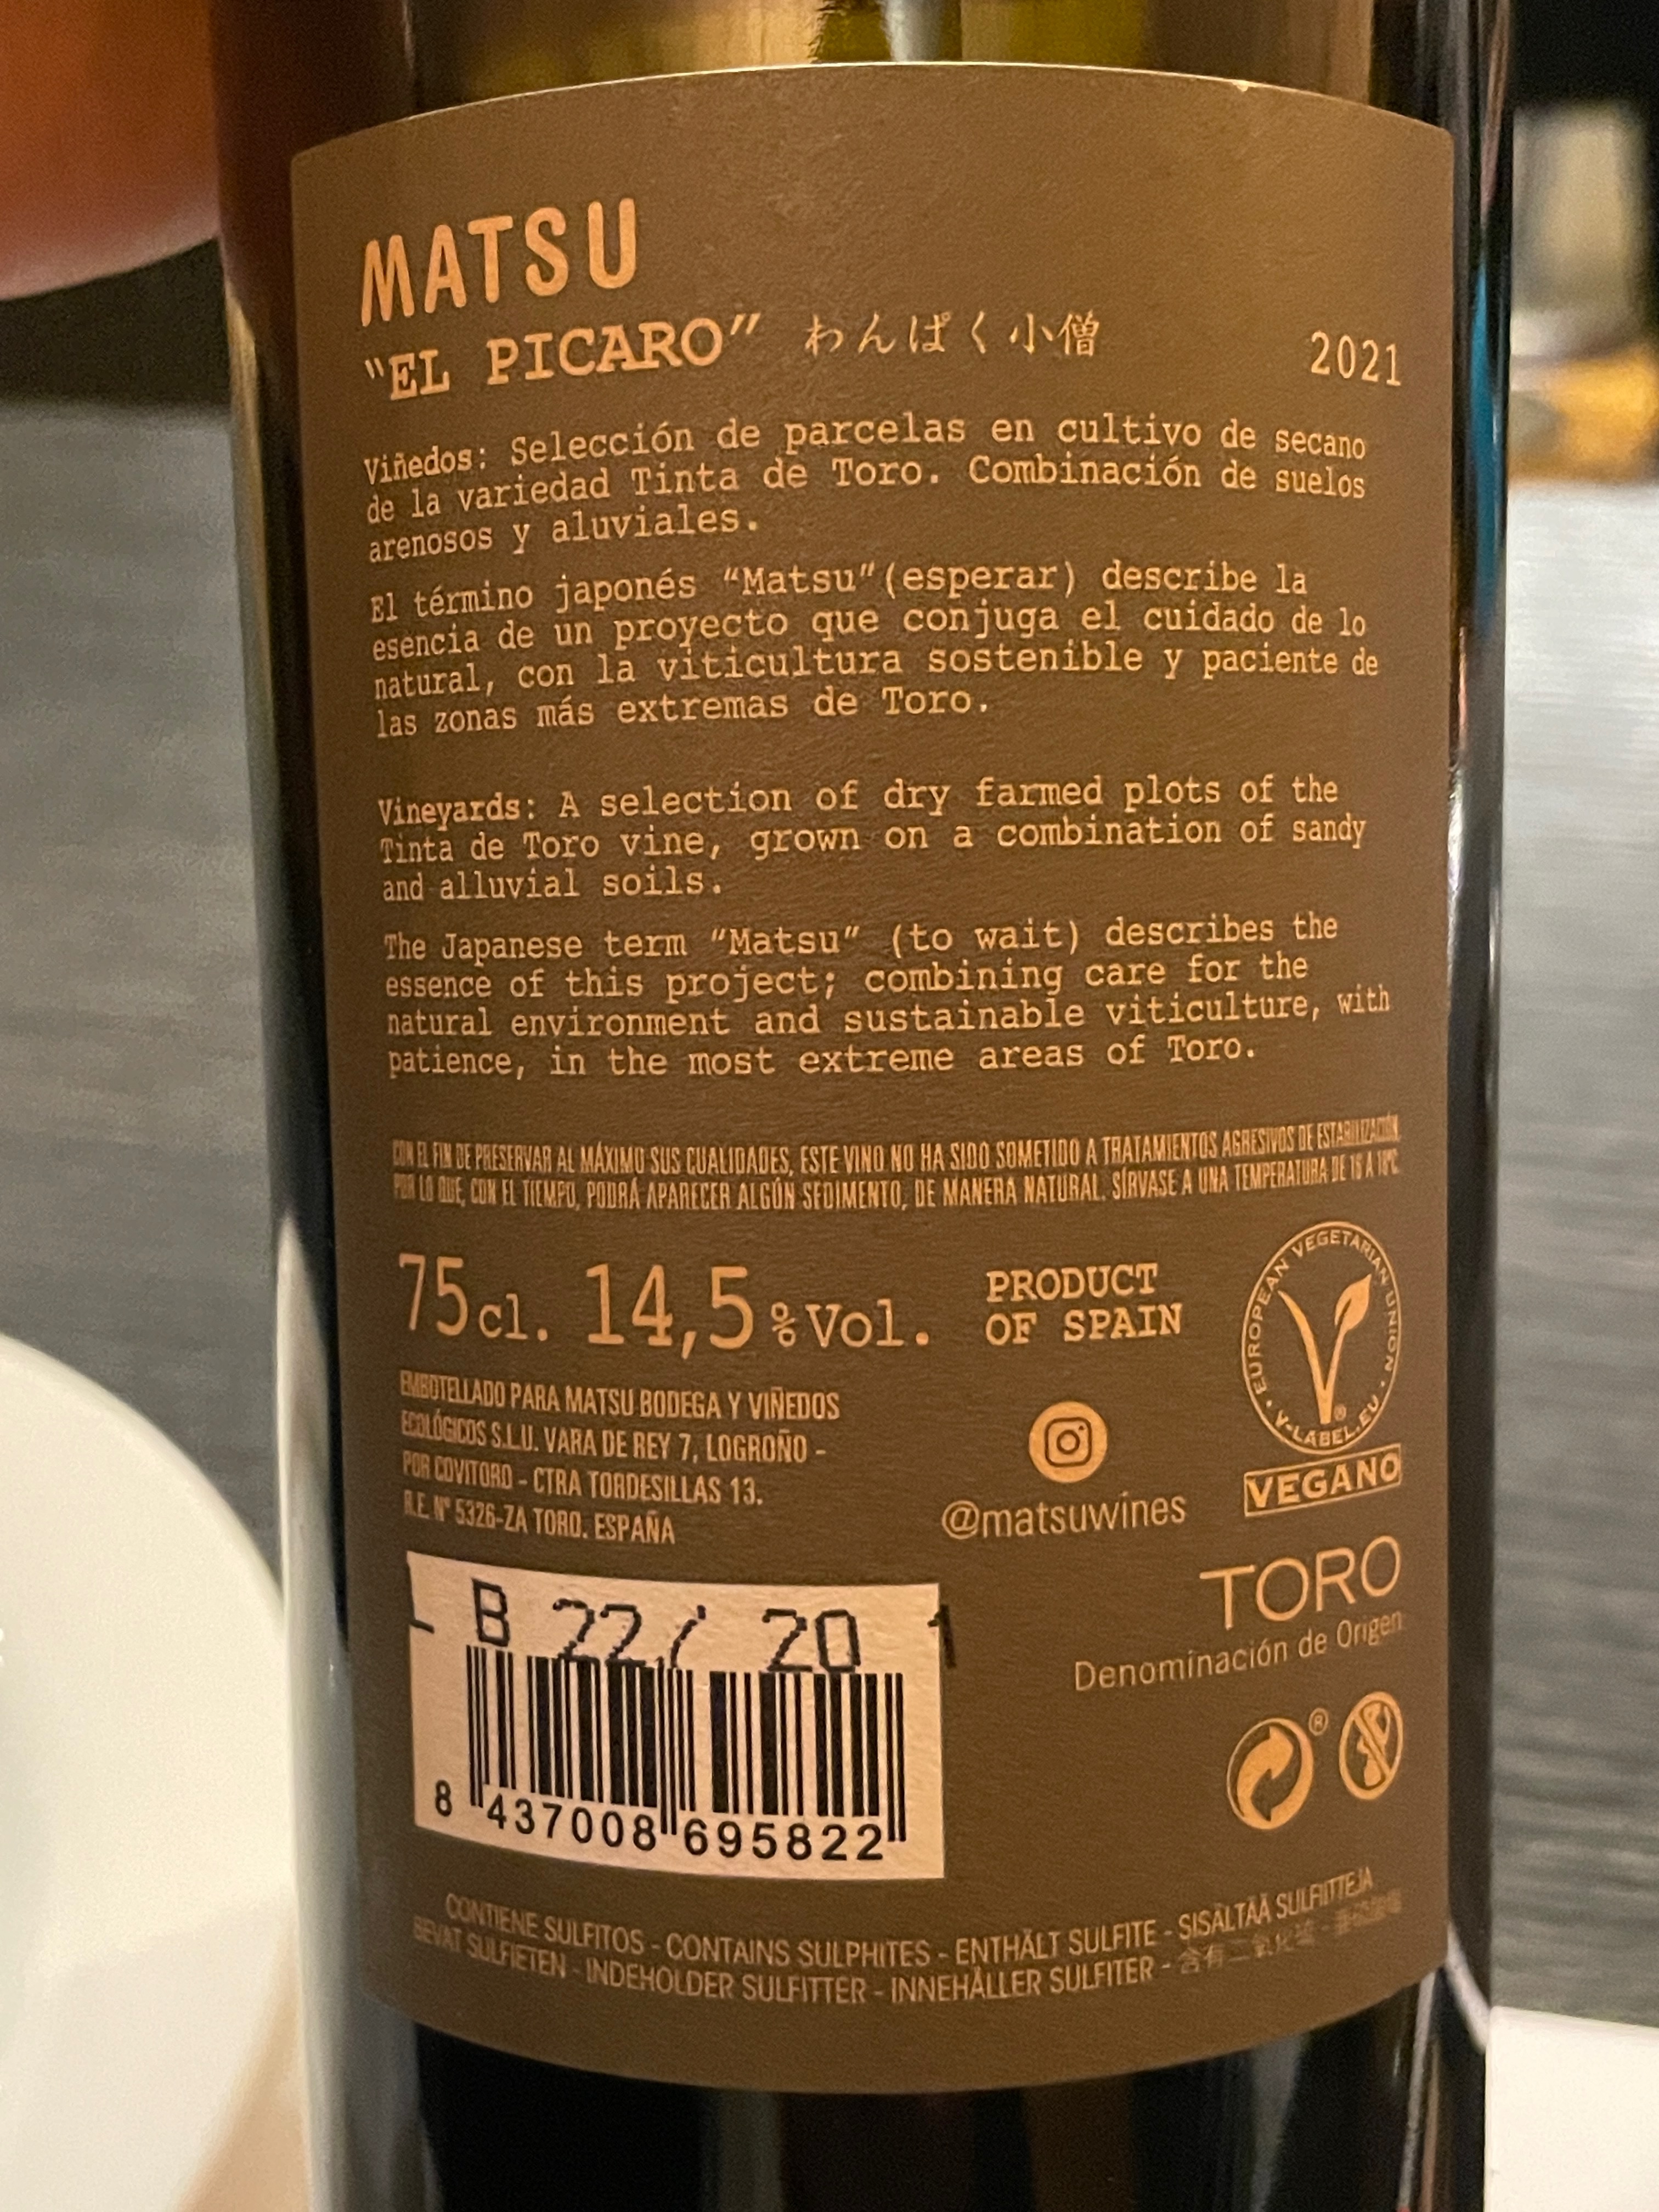 MATSU
"EL PICARO" わんぱく小僧 2021
Viñedos: Selección de parcelas en cultivo de secano
de la variedad Tinta de Toro. Combinación de suelos
arenosos y aluviales.
El término japonés "Matsu"(esperar) describe la
esencia de un proyecto que conjuga el cuidado de lo
natural, con la viticultura sostenible y paciente de
las zonas más extremas de Toro.
Vineyards: A selection of dry farmed plots of the
Tinta de Toro vine, grown on a combination of sandy
and alluvial soils.
The Japanese term "Matsu" (to wait) describes the
essence of this project; combining care for the
natural environment and sustainable viticulture, with
patience, in the most extreme areas of Toro.
CON EL FIN DE PRESERVAR AL MÁXIMO SUS CUALIDADES, ESTE VINO NO HA SIDO SOMETIDO A TRATAMIENTOS AGRESIVOS DE ESTABILIZACIÓN
POR LO QUE, CON EL TIEMPO, PODRÁ APARECER ALGÚN SEDIMENTO, DE MANERA NATURAL. SÍRVASE A UNA TEMPERATURA DE 16 A 18ºC
75cl. 14,5%Vol.
PRODUCT
OF SPAIN
EUROPEAN VEGETARIAN UNION · V-LABEL.EU ·
®
VEGANO
EMBOTELLADO PARA MATSU BODEGA Y VIÑEDOS
ECOLÓGICOS S.L.U. VARA DE REY 7, LOGROÑO -
POR COVITORO - CTRA TORDESILLAS 13.
R.E. Nº 5326-ZA TORO. ESPAÑA
@matsuwines
TORO
Denominación de Origen
B 22 / 20 1
8 437008 695822
®
CONTIENE SULFITOS - CONTAINS SULPHITES - ENTHÄLT SULFITE - SISÄLTÄÄ SULFIITTEJA
BEVAT SULFIETEN - INDEHOLDER SULFITTER - INNEHÅLLER SULFITER - 含有二氧化硫 -